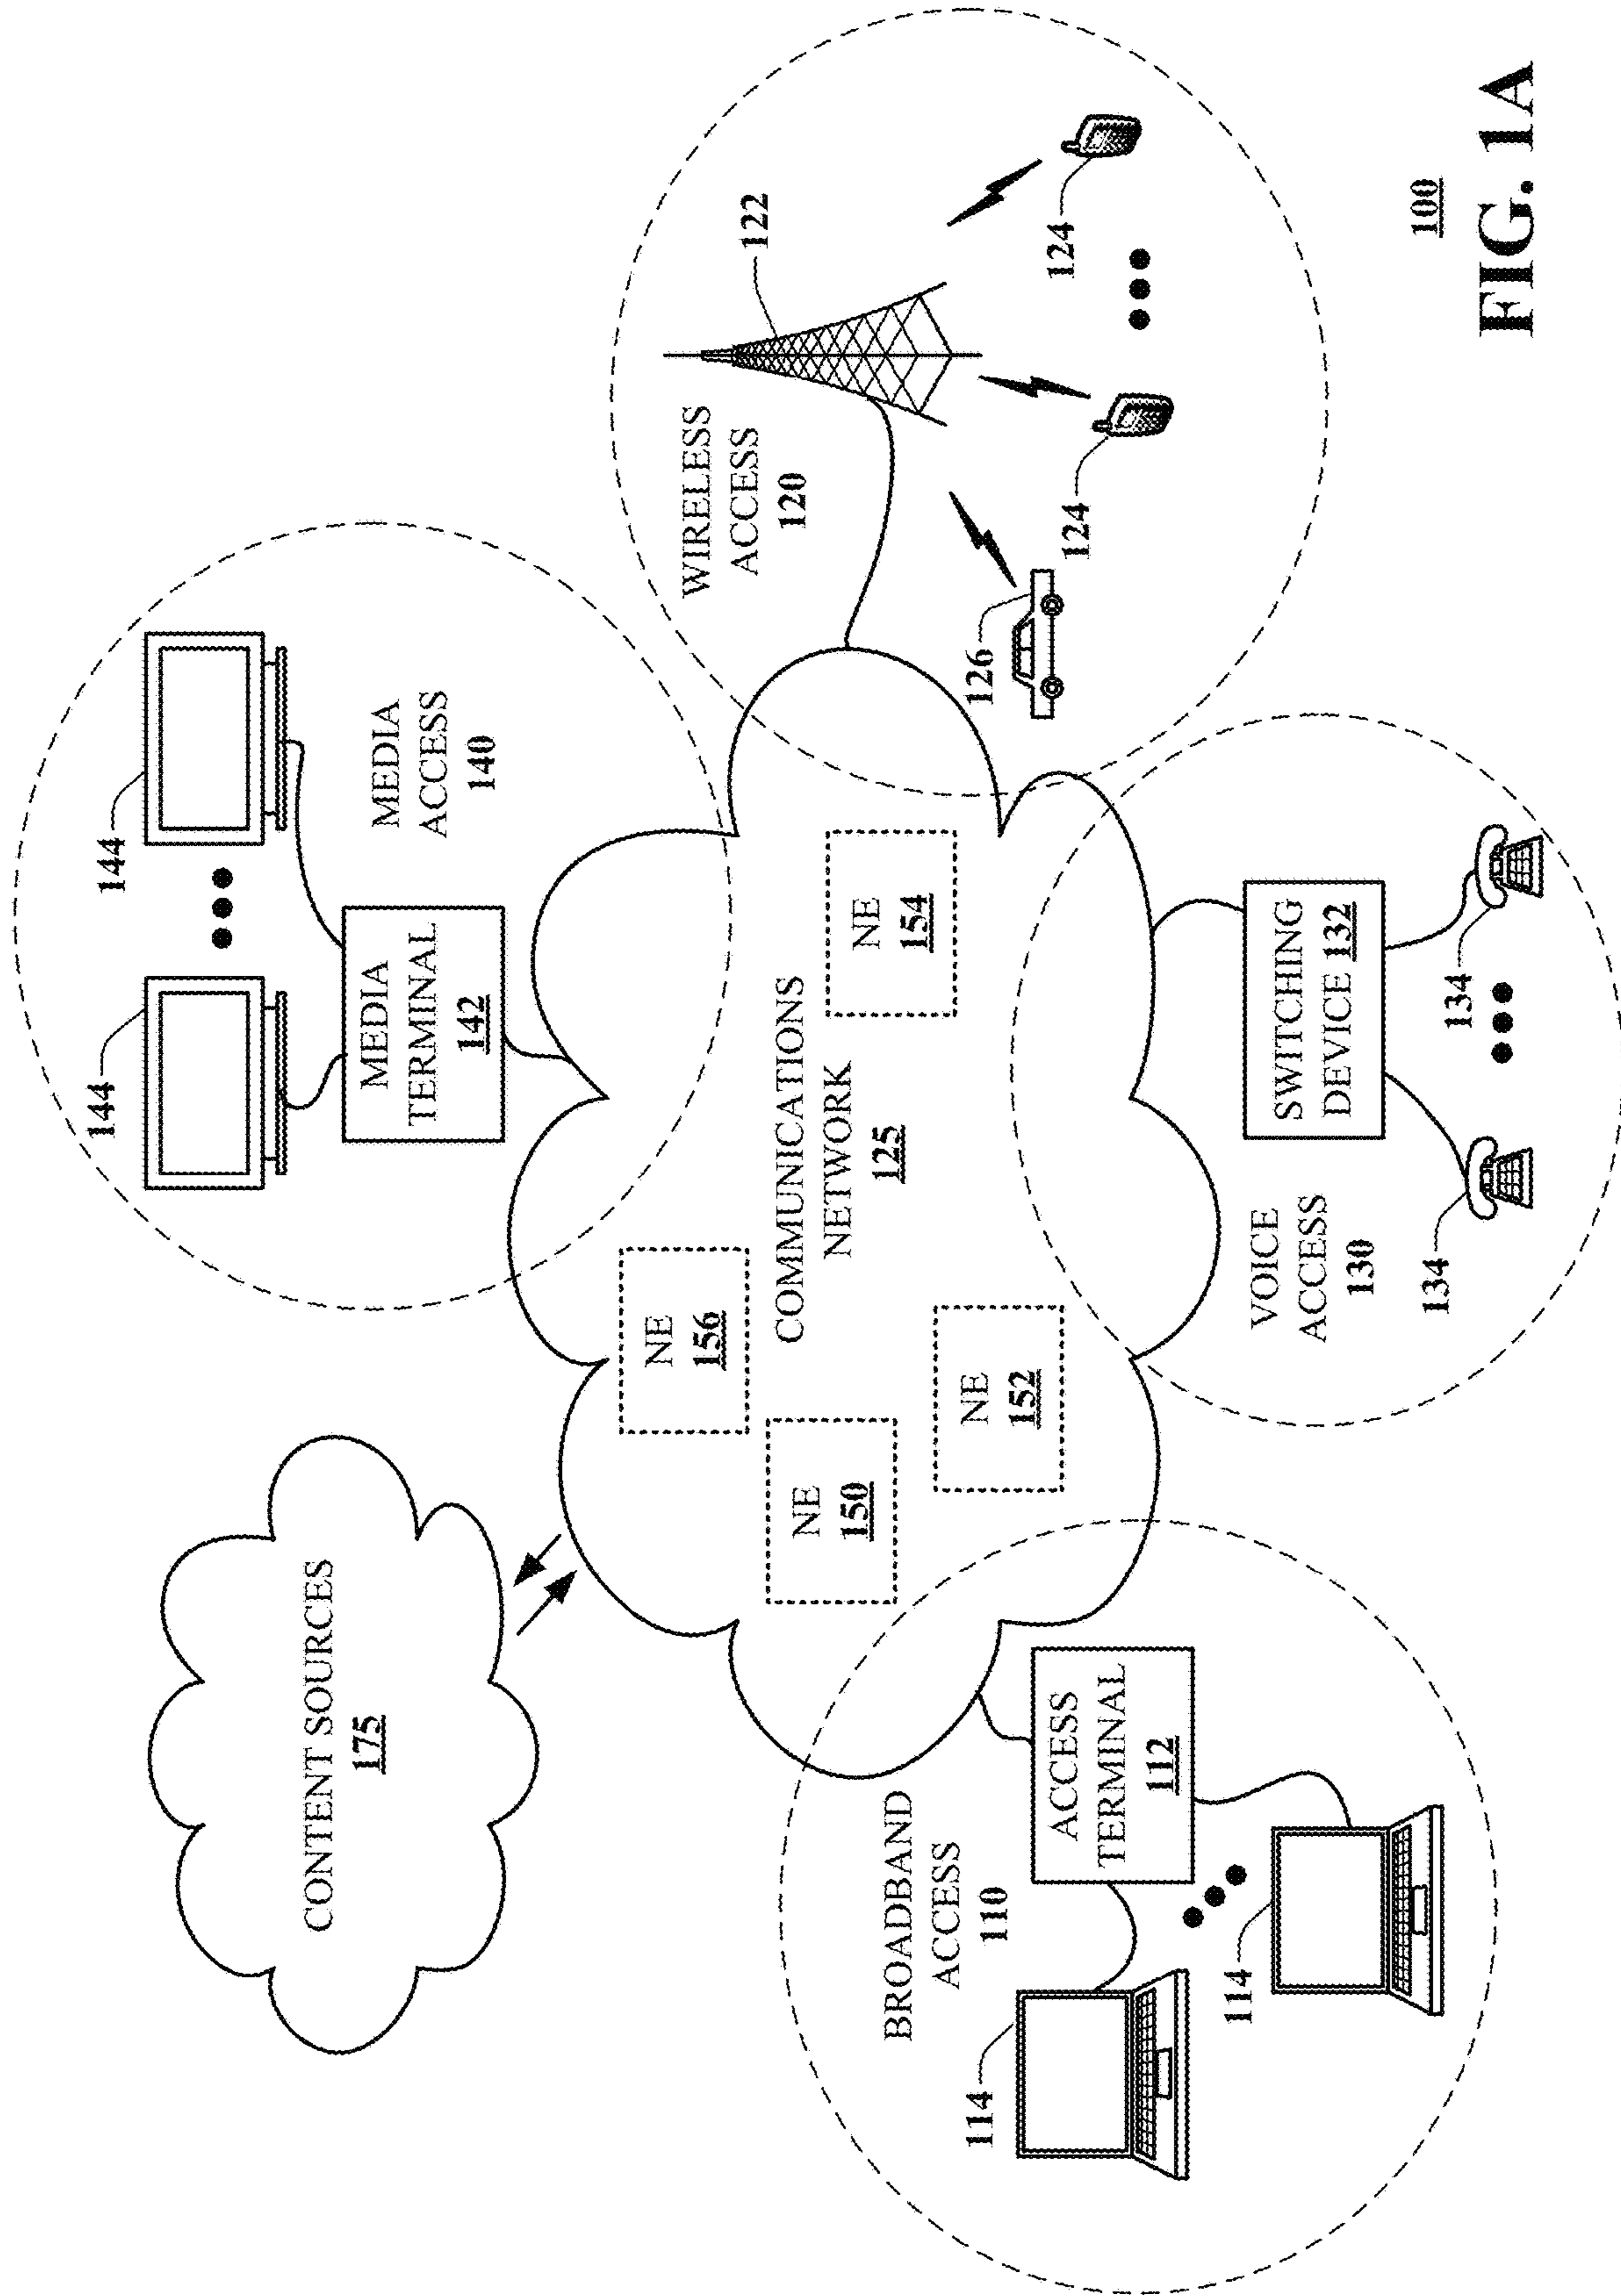 CONTENT SOURCES
175
144
144
MEDIA
TERMINAL
142
MEDIA
ACCESS
140
NE
156
NE
150
NE
152
COMMUNICATIONS
NETWORK
125
NE
154
WIRELESS
ACCESS
120
122
126
124
124
BROADBAND
ACCESS
110
ACCESS
TERMINAL
112
114
114
VOICE
ACCESS
130
SWITCHING
DEVICE 132
134
134
100
FIG. 1A